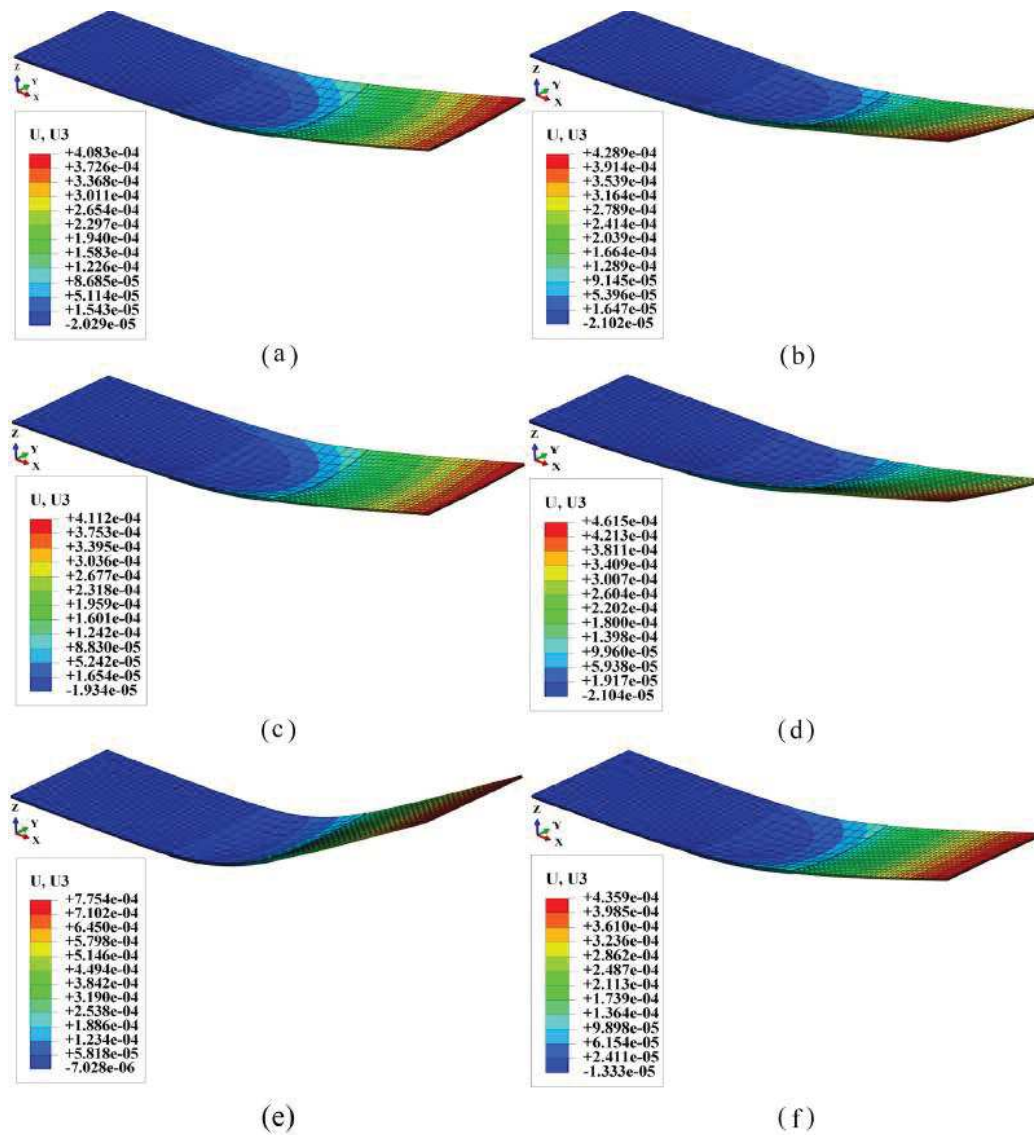 Z
Y
X
U, U3
+4.083e-04
+3.726e-04
+3.368e-04
+3.011e-04
+2.654e-04
+2.297e-04
+1.940e-04
+1.583e-04
+1.226e-04
+8.685e-05
+5.114e-05
+1.543e-05
-2.029e-05
(a)
Z
Y
X
U, U3
+4.289e-04
+3.914e-04
+3.539e-04
+3.164e-04
+2.789e-04
+2.414e-04
+2.039e-04
+1.664e-04
+1.289e-04
+9.145e-05
+5.396e-05
+1.647e-05
-2.102e-05
(b)
Z
Y
X
U, U3
+4.112e-04
+3.753e-04
+3.395e-04
+3.036e-04
+2.677e-04
+2.318e-04
+1.959e-04
+1.601e-04
+1.242e-04
+8.830e-05
+5.242e-05
+1.654e-05
-1.934e-05
(c)
Z
Y
X
U, U3
+4.615e-04
+4.213e-04
+3.811e-04
+3.409e-04
+3.007e-04
+2.604e-04
+2.202e-04
+1.800e-04
+1.398e-04
+9.960e-05
+5.938e-05
+1.917e-05
-2.104e-05
(d)
Z
Y
X
U, U3
+7.754e-04
+7.102e-04
+6.450e-04
+5.798e-04
+5.146e-04
+4.494e-04
+3.842e-04
+3.190e-04
+2.538e-04
+1.886e-04
+1.234e-04
+5.818e-05
-7.028e-06
(e)
Z
Y
X
U, U3
+4.359e-04
+3.985e-04
+3.610e-04
+3.236e-04
+2.862e-04
+2.487e-04
+2.113e-04
+1.739e-04
+1.364e-04
+9.898e-05
+6.154e-05
+2.411e-05
-1.333e-05
(f)